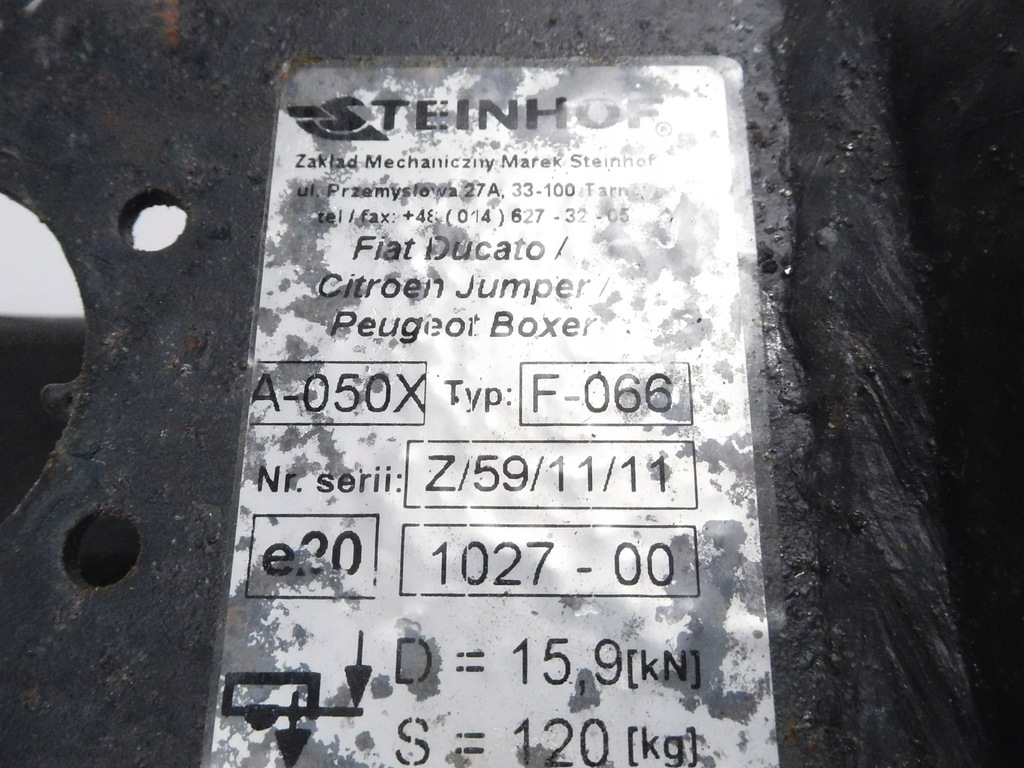 STEINHOF®
Zakład Mechaniczny Marek Steinhof
ul. Przemysłowa 27A, 33-100
tel / fax: +48 ( 014 ) 627 - 32 - 05
Fiat Ducato /
Citroen Jumper /
Peugeot Boxer
A-050X Typ: F-066
Nr. serii: Z/59/11/11
e20 1027 - 00
D = 15,9[kN]
S = 120 [kg]